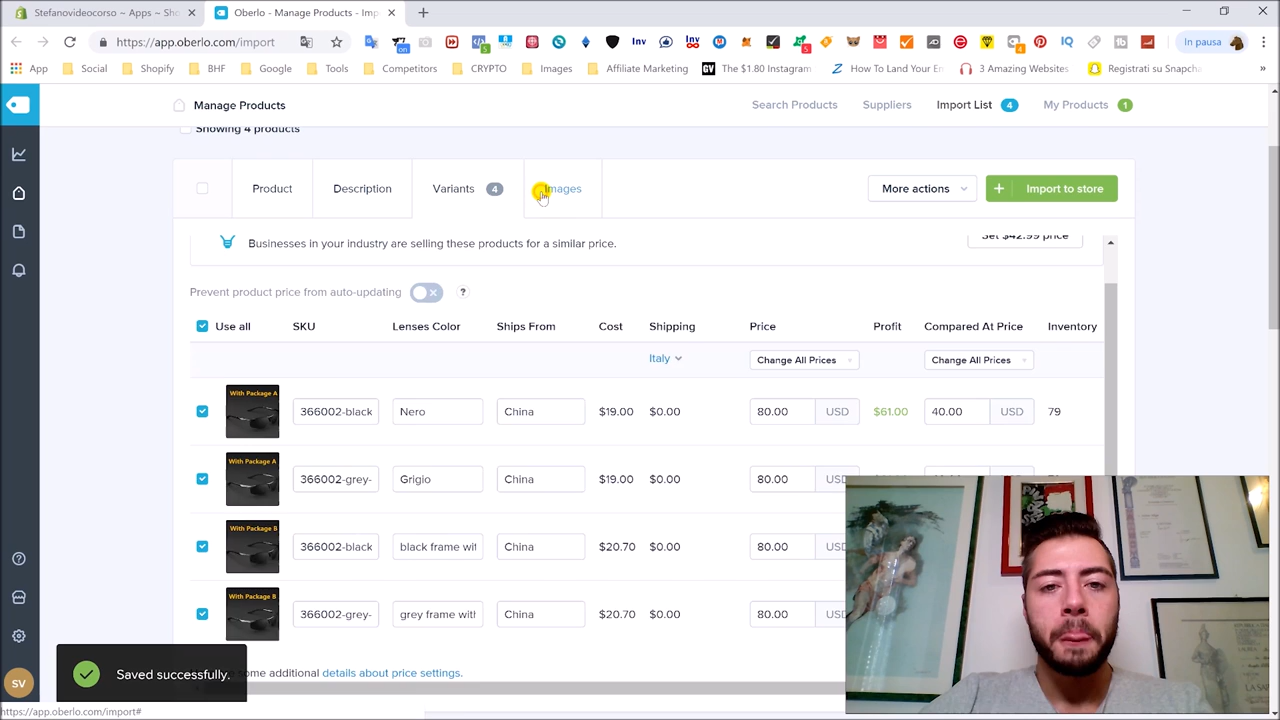 Stefanovideocorso ~ Apps ~ Sho
Oberlo - Manage Products - Impo
https://app.oberlo.com/import
In pausa
App
Social
Shopify
BHF
Google
Tools
Competitors
CRYPTO
Images
Affiliate Marketing
The $1.80 Instagram
How To Land Your En
3 Amazing Websites
Registrati su Snapcha
Manage Products
Search Products
Suppliers
Import List 4
My Products 1
Showing 4 products
Product
Description
Variants 4
Images
More actions
+ Import to store
Businesses in your industry are selling these products for a similar price.
Set $42.99 price
Prevent product price from auto-updating
?
Use all SKU Lenses Color Ships From Cost Shipping Price Profit Compared At Price Inventory
Italy
Change All Prices
Change All Prices
With Package A
366002-black Nero China $19.00 $0.00 80.00 USD $61.00 40.00 USD 79
With Package A
366002-grey- Grigio China $19.00 $0.00 80.00 USD
With Package B
366002-black black frame wit China $20.70 $0.00 80.00 USD
With Package B
366002-grey- grey frame with China $20.70 $0.00 80.00 USD
some additional details about price settings.
Saved successfully.
SV
https://app.oberlo.com/import#